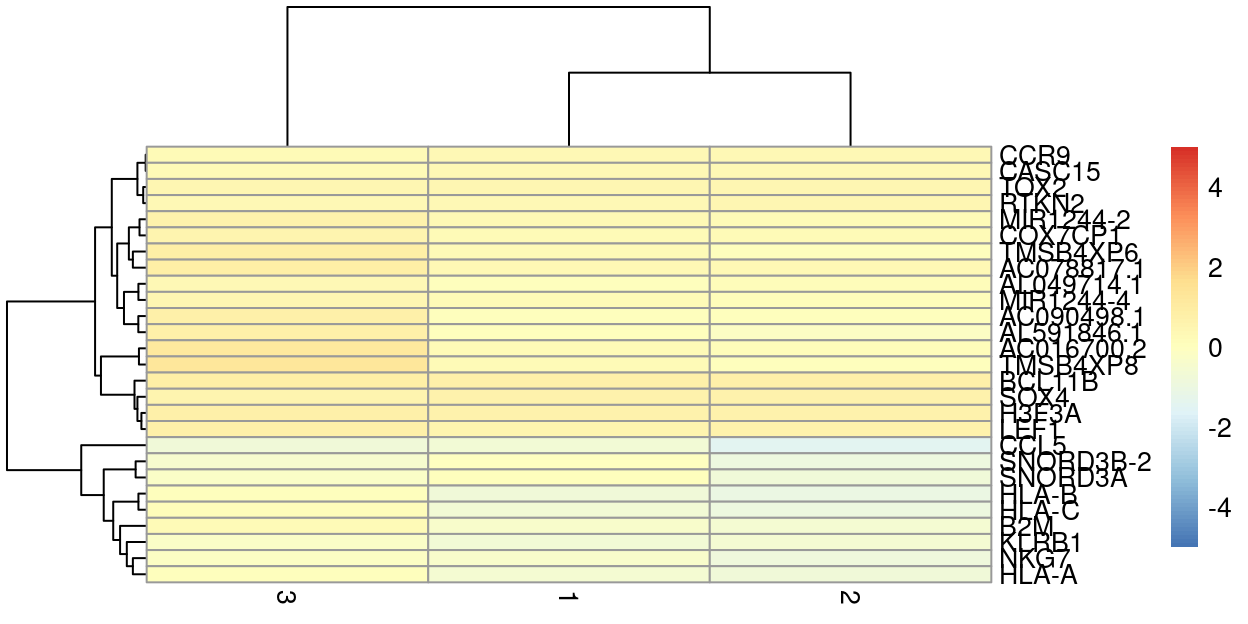 CCR9
CASC15
TOX2
RTKN2
MIR1244-2
COX7CP1
TMSB4XP6
AC078817.1
AL049714.1
MIR1244-4
AC090498.1
AL591846.1
AC016700.2
TMSB4XP8
BCL11B
SOX4
H3F3A
LEF1
CCL5
SNORD3B-2
SNORD3A
HLA-B
HLA-C
B2M
KLRB1
NKG7
HLA-A
3
1
2
4
2
0
-2
-4